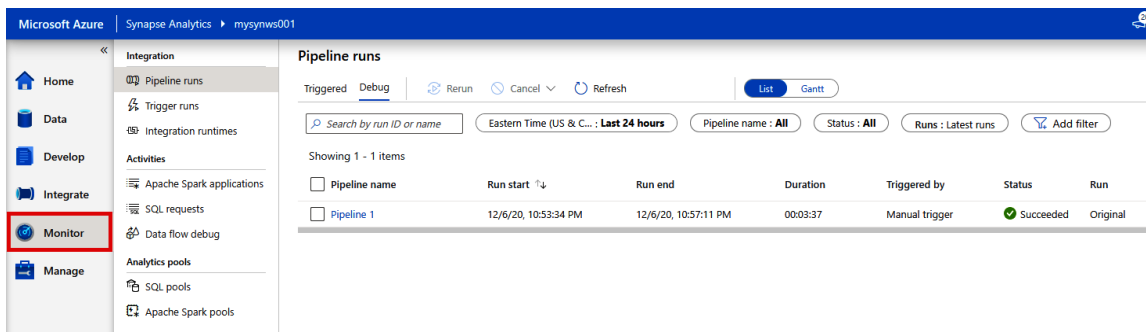 Microsoft Azure Synapse Analytics mysynws001
«
Home
Data
Develop
Integrate
Monitor
Manage
Integration
Pipeline runs
Trigger runs
Integration runtimes
Activities
Apache Spark applications
SQL requests
Data flow debug
Analytics pools
SQL pools
Apache Spark pools
Pipeline runs
Triggered Debug Rerun Cancel Refresh List Gantt
Search by run ID or name Eastern Time (US & C... : Last 24 hours Pipeline name : All Status : All Runs : Latest runs Add filter
Showing 1 - 1 items
Pipeline name Run start ↑↓ Run end Duration Triggered by Status Run
Pipeline 1 12/6/20, 10:53:34 PM 12/6/20, 10:57:11 PM 00:03:37 Manual trigger Succeeded Original